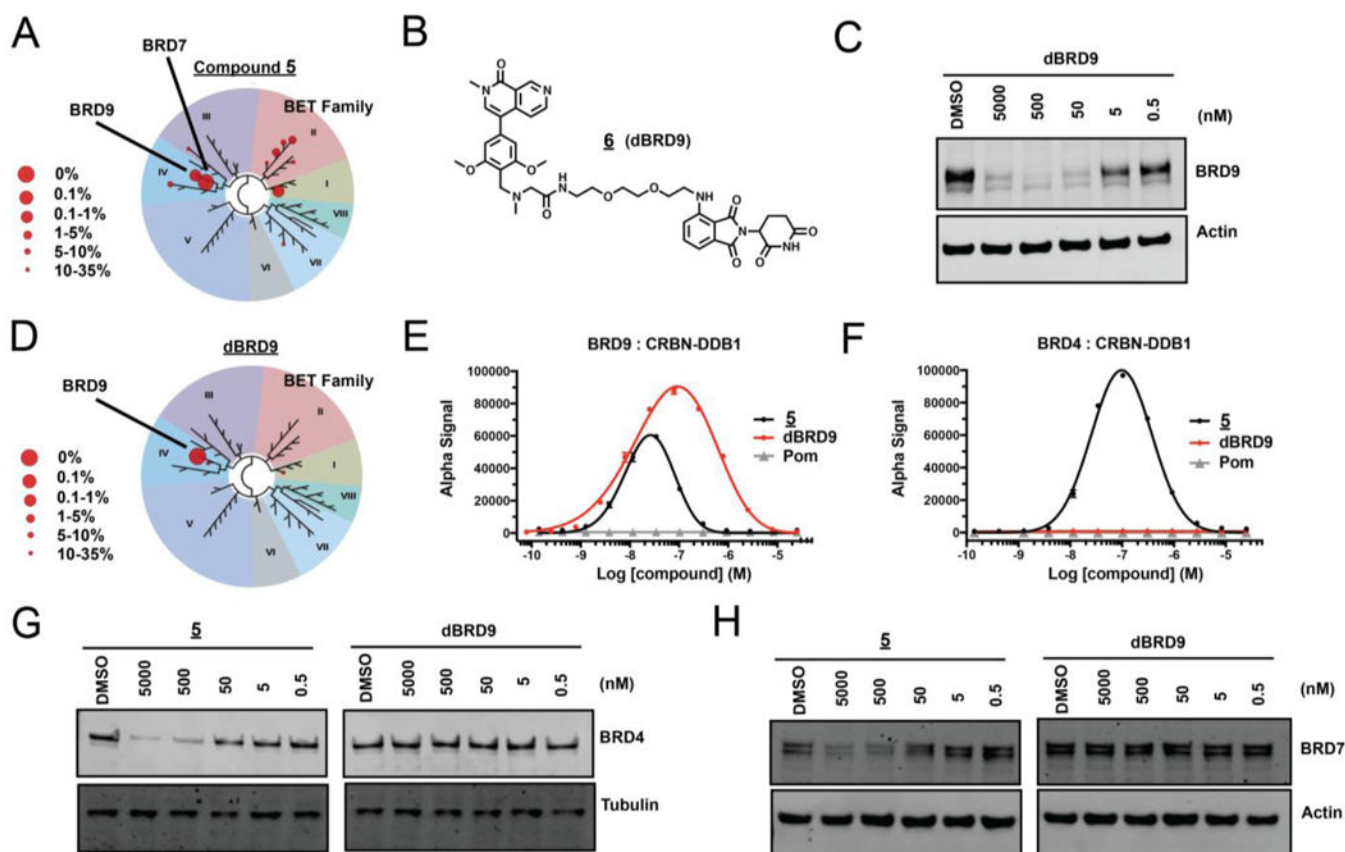 A
BRD7
Compound 5
BRD9
BET Family
III
II
IV
I
VIII
V
VII
VI
0%
0.1%
0.1-1%
1-5%
5-10%
10-35%
B
O
N
N
O
O
N
O
H
N
O
O
H
N
O
N
O
O
NH
O
6 (dBRD9)
C
dBRD9
DMSO 5000 500 50 5 0.5 (nM)
BRD9
Actin
D
dBRD9
BRD9
BET Family
III
II
IV
I
VIII
V
VII
VI
0%
0.1%
0.1-1%
1-5%
5-10%
10-35%
E
BRD9 : CRBN-DDB1
Alpha Signal
100000
80000
60000
40000
20000
0
-10 -9 -8 -7 -6 -5
Log [compound] (M)
5
dBRD9
Pom
F
BRD4 : CRBN-DDB1
Alpha Signal
100000
80000
60000
40000
20000
0
-10 -9 -8 -7 -6 -5
Log [compound] (M)
5
dBRD9
Pom
G
5 dBRD9
DMSO 5000 500 50 5 0.5 DMSO 5000 500 50 5 0.5 (nM)
BRD4
Tubulin
H
5 dBRD9
DMSO 5000 500 50 5 0.5 DMSO 5000 500 50 5 0.5 (nM)
BRD7
Actin